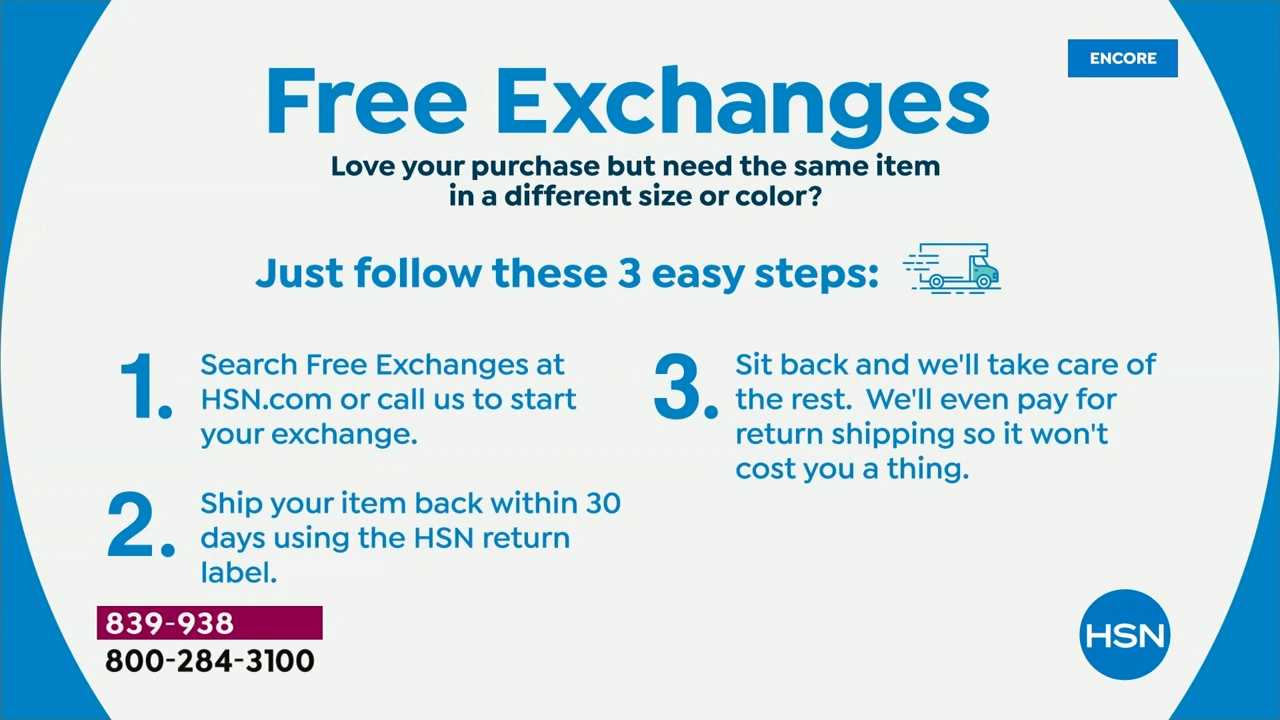 ENCORE
Free Exchanges
Love your purchase but need the same item
in a different size or color?
Just follow these 3 easy steps:
1. Search Free Exchanges at
HSN.com or call us to start
your exchange.
2. Ship your item back within 30
days using the HSN return
label.
3. Sit back and we'll take care of
the rest.  We'll even pay for
return shipping so it won't
cost you a thing.
839-938
800-284-3100
HSN